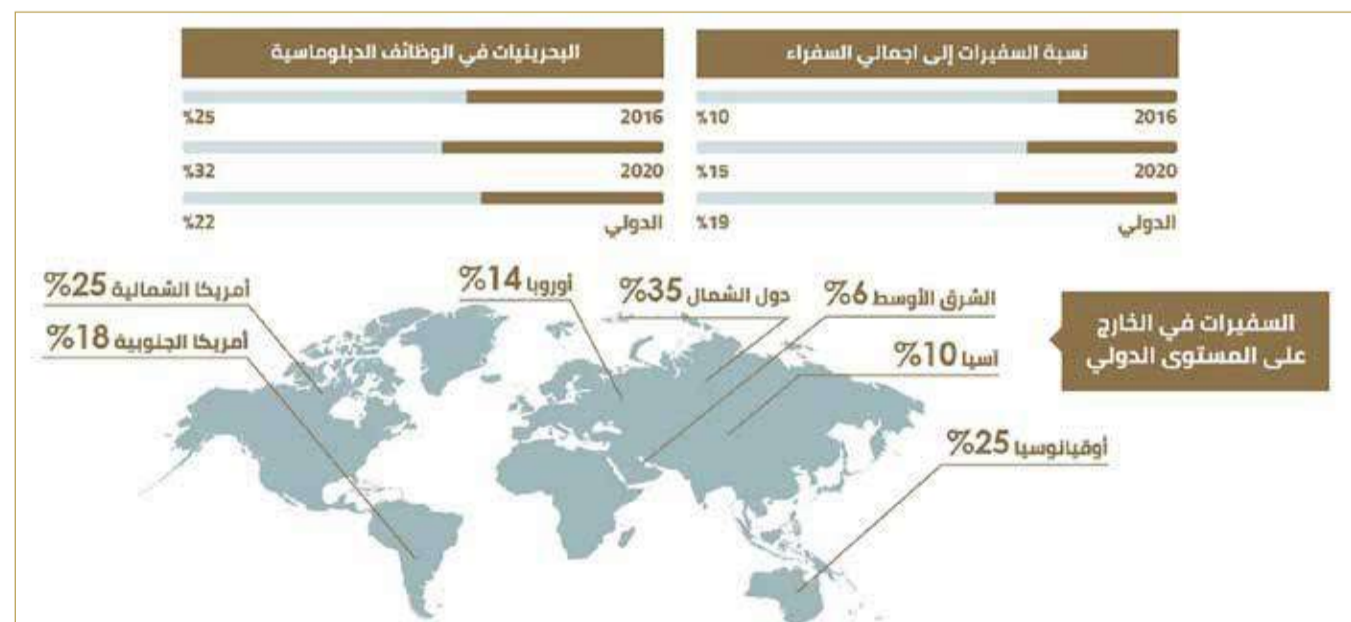 نسبة السفيرات إلى اجمالي السفراء
2016
%10
2020
%15
الدولي
%19
البحرينيات في الوظائف الدبلوماسية
2016
%25
2020
%32
الدولي
%22
السفيرات في الخارج
على المستوى الدولي
الشرق الأوسط 6%
دول الشمال 35%
أوروبا 14%
أمريكا الشمالية 25%
أمريكا الجنوبية 18%
آسيا 10%
أوقيانوسيا 25%